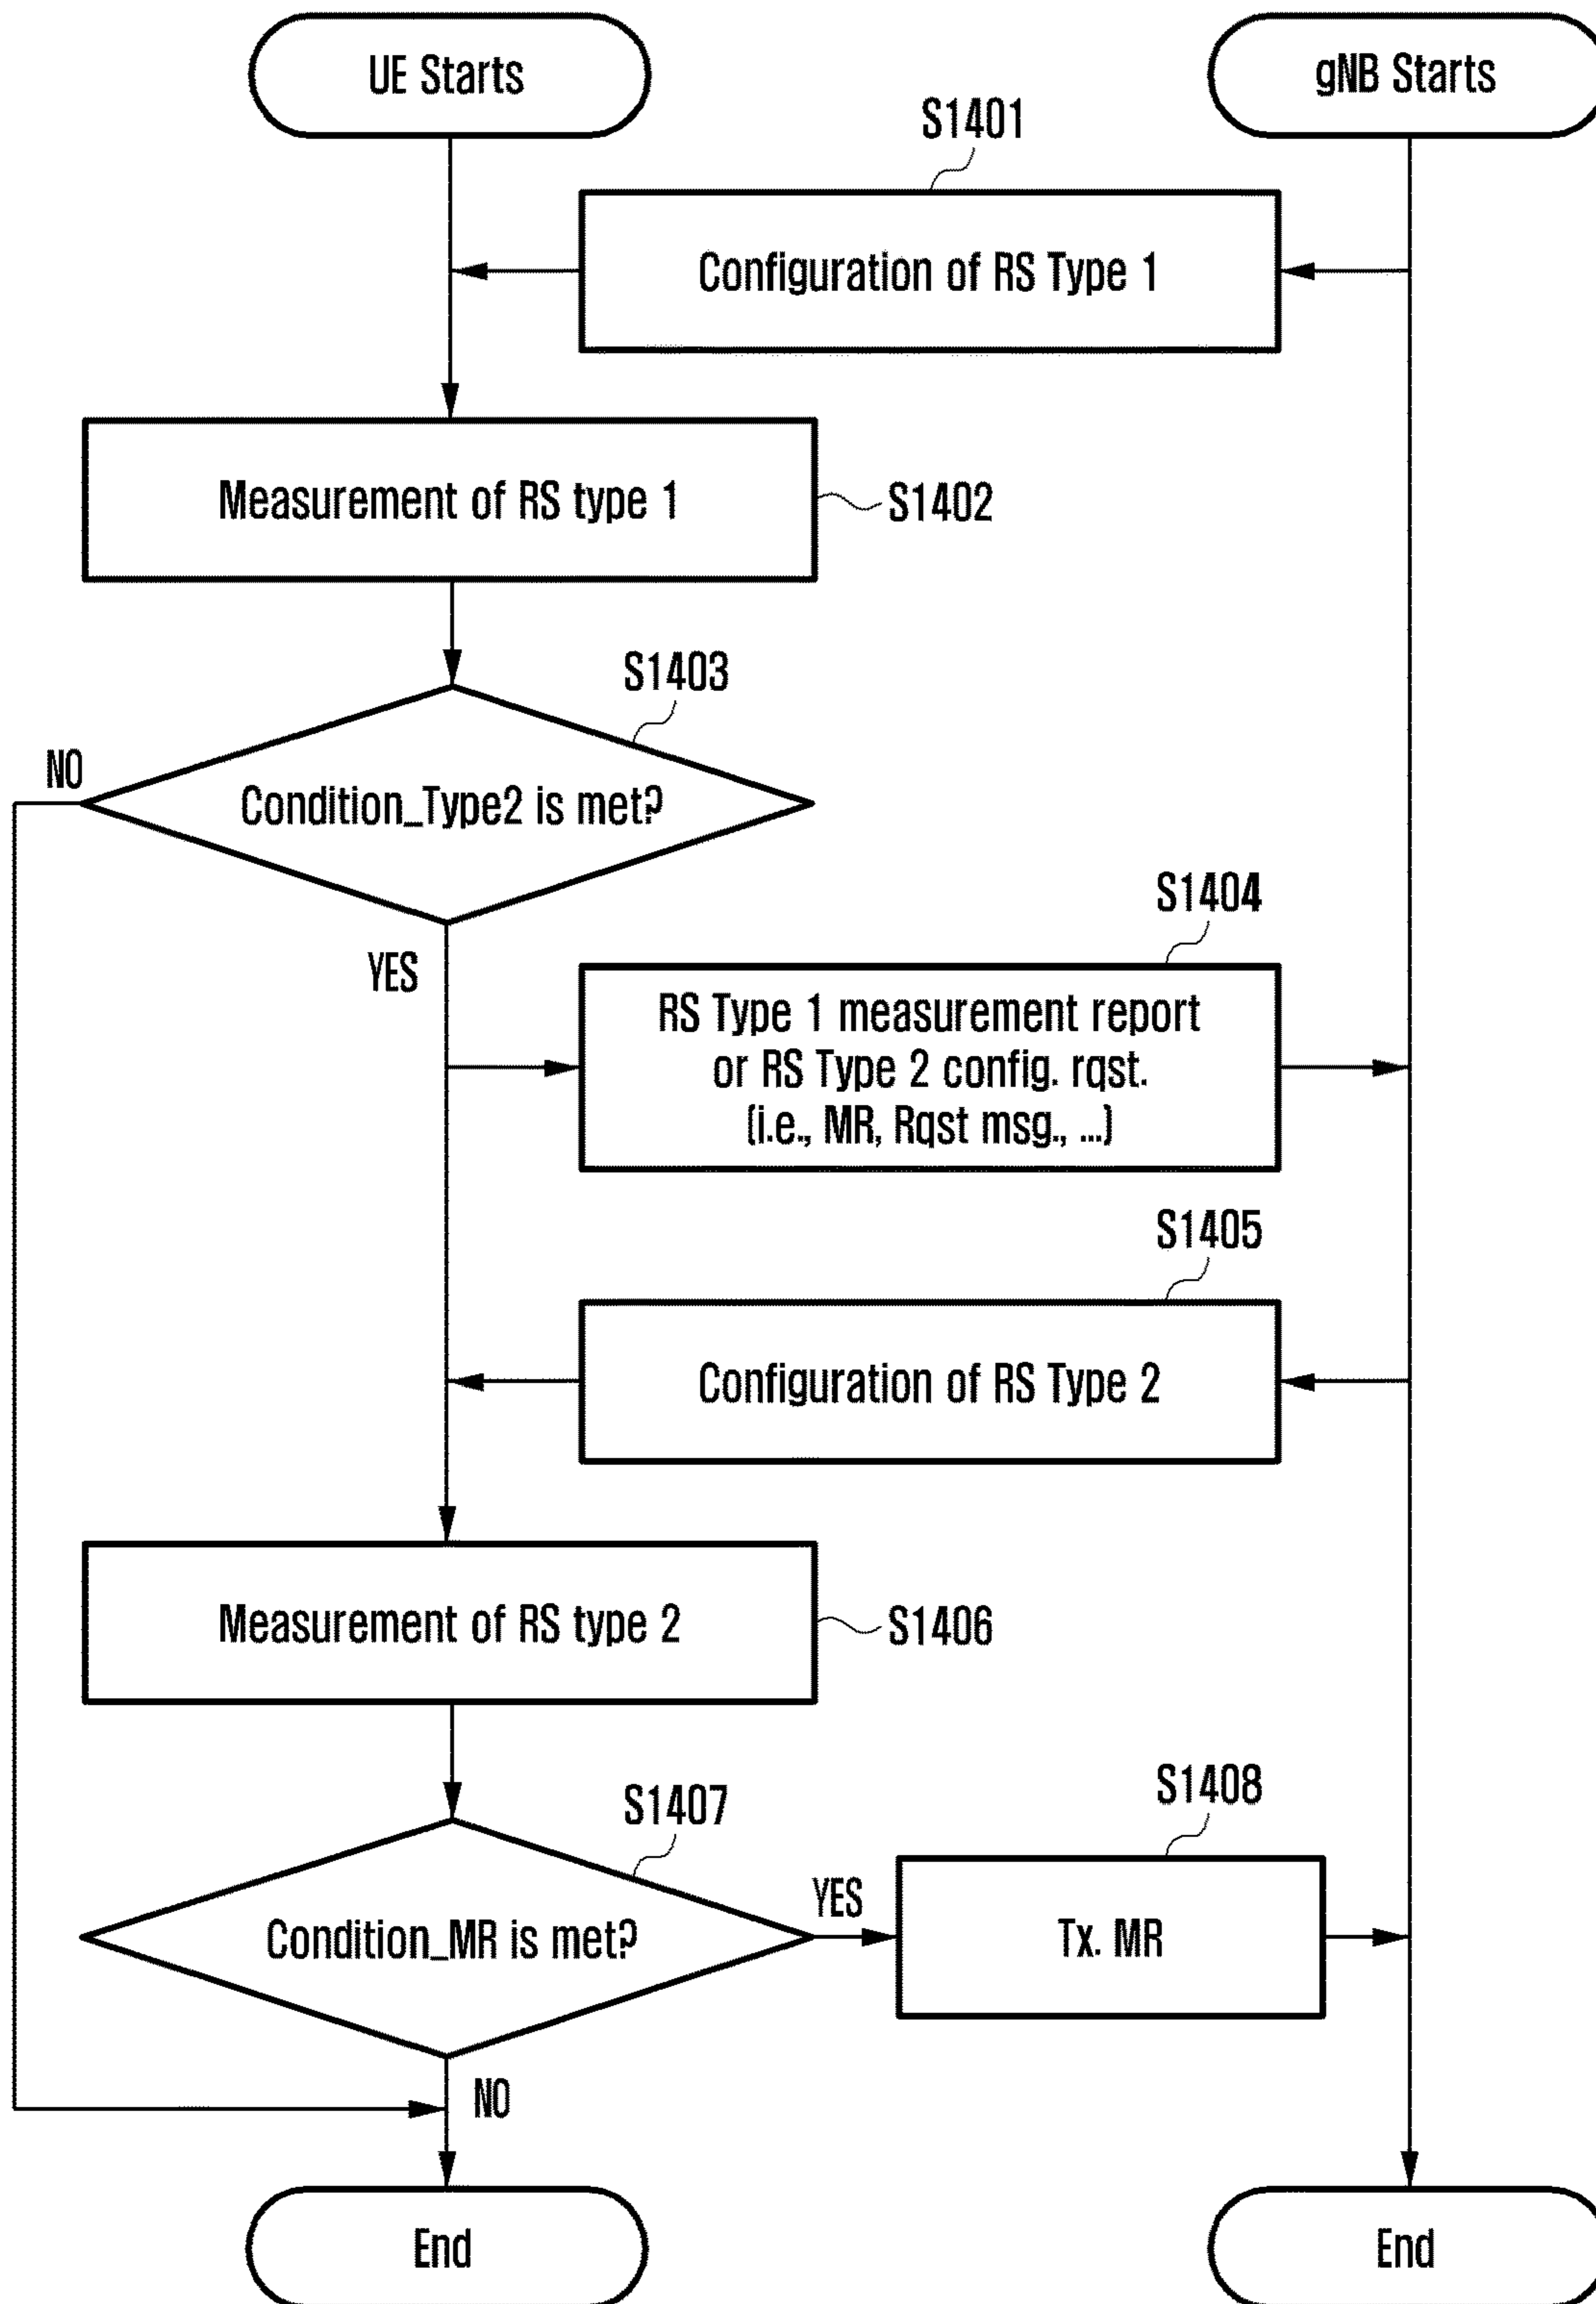 UE Starts
gNB Starts
S1401
Configuration of RS Type 1
Measurement of RS type 1
S1402
S1403
NO
Condition_Type2 is met?
YES
S1404
RS Type 1 measurement report
or RS Type 2 config. rqst.
(i.e., MR, Rqst msg., ...)
S1405
Configuration of RS Type 2
Measurement of RS type 2
S1406
S1407
Condition_MR is met?
YES
S1408
Tx. MR
NO
End
End